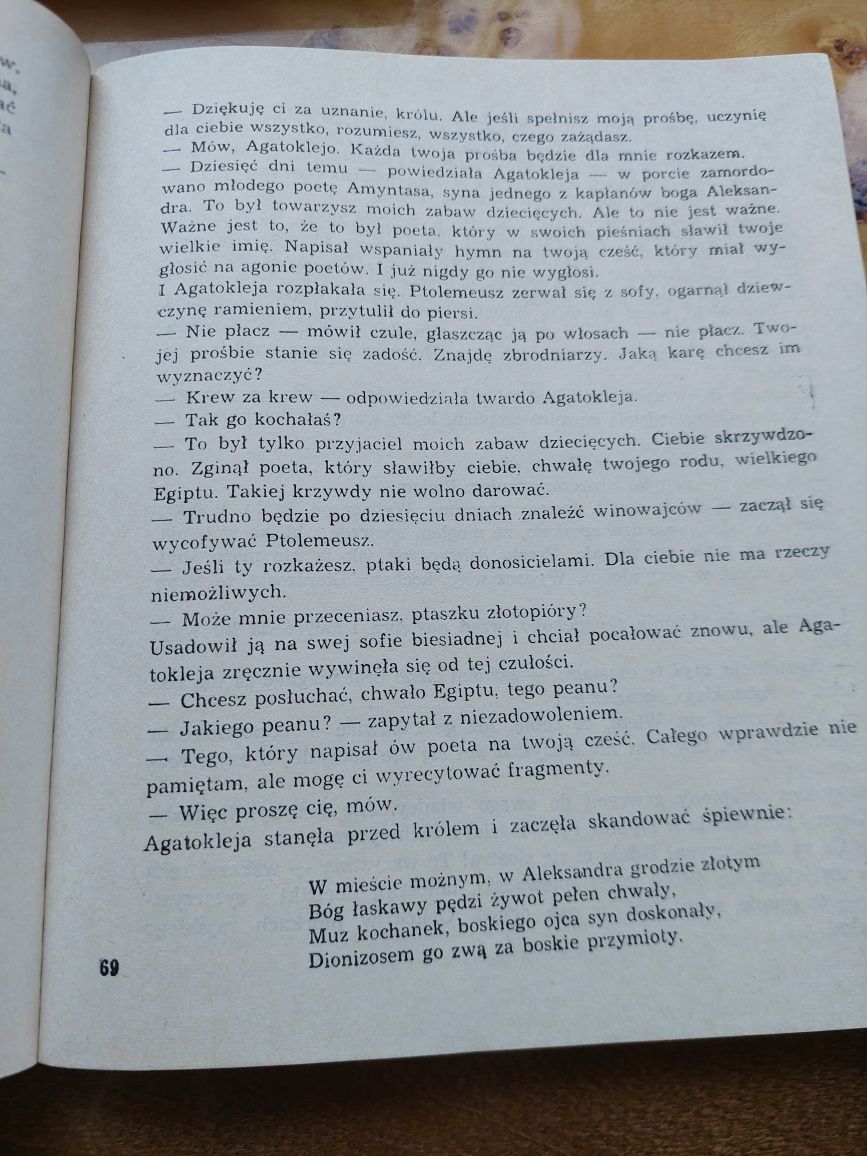 w.
a,
ać
a
— Dziękuję ci za uznanie, królu. Ale jeśli spełnisz moją prośbę, uczynię
dla ciebie wszystko, rozumiesz, wszystko, czego zażądasz.
— Mów, Agatoklejo. Każda twoja prośba będzie dla mnie rozkazem.
— Dziesięć dni temu — powiedziała Agatokleja — w porcie zamordo-
wano młodego poetę Amyntasa, syna jednego z kapłanów boga Aleksan-
dra. To był towarzysz moich zabaw dziecięcych. Ale to nie jest ważne.
Ważne jest to, że to był poeta, który w swoich pieśniach sławił twoje
wielkie imię. Napisał wspaniały hymn na twoją cześć, który miał wy-
głosić na agonie poetów. I już nigdy go nie wygłosi.
I Agatokleja rozpłakała się. Ptolemeusz zerwał się z sofy, ogarnął dziew-
czynę ramieniem, przytulił do piersi.
— Nie płacz — mówił czule, głaszcząc ją po włosach — nie płacz. Two-
jej prośbie stanie się zadość. Znajdę zbrodniarzy. Jaką karę chcesz im
wyznaczyć?
— Krew za krew — odpowiedziała twardo Agatokleja.
— Tak go kochałaś?
— To był tylko przyjaciel moich zabaw dziecięcych. Ciebie skrzywdzo-
no. Zginął poeta, który sławiłby ciebie, chwałę twojego rodu, wielkiego
Egiptu. Takiej krzywdy nie wolno darować.
— Trudno będzie po dziesięciu dniach znaleźć winowajców — zaczął się
wycofywać Ptolemeusz.
— Jeśli ty rozkażesz, ptaki będą donosicielami. Dla ciebie nie ma rzeczy
niemożliwych.
— Może mnie przeceniasz, ptaszku złotopióry?
Usadowił ją na swej sofie biesiadnej i chciał pocałować znowu, ale Aga-
tokleja zręcznie wywinęła się od tej czułości.
— Chcesz posłuchać, chwało Egiptu, tego peanu?
— Jakiego peanu? — zapytał z niezadowoleniem.
— Tego, który napisał ów poeta na twoją cześć. Całego wprawdzie nie
pamiętam, ale mogę ci wyrecytować fragmenty.
— Więc proszę cię, mów.
Agatokleja stanęła przed królem i zaczęła skandować śpiewnie:
W mieście możnym, w Aleksandra grodzie złotym
Bóg łaskawy pędzi żywot pełen chwały,
Muz kochanek, boskiego ojca syn doskonały,
Dionizosem go zwą za boskie przymioty.
69